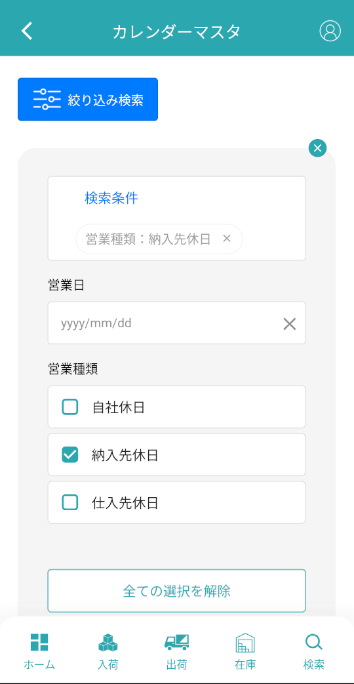 カレンダーマスタ
絞り込み検索
検索条件
営業種類：納入先休日 ×
営業日
yyyy/mm/dd
営業種類
自社休日
納入先休日
仕入先休日
全ての選択を解除
ホーム 入荷 出荷 在庫 検索